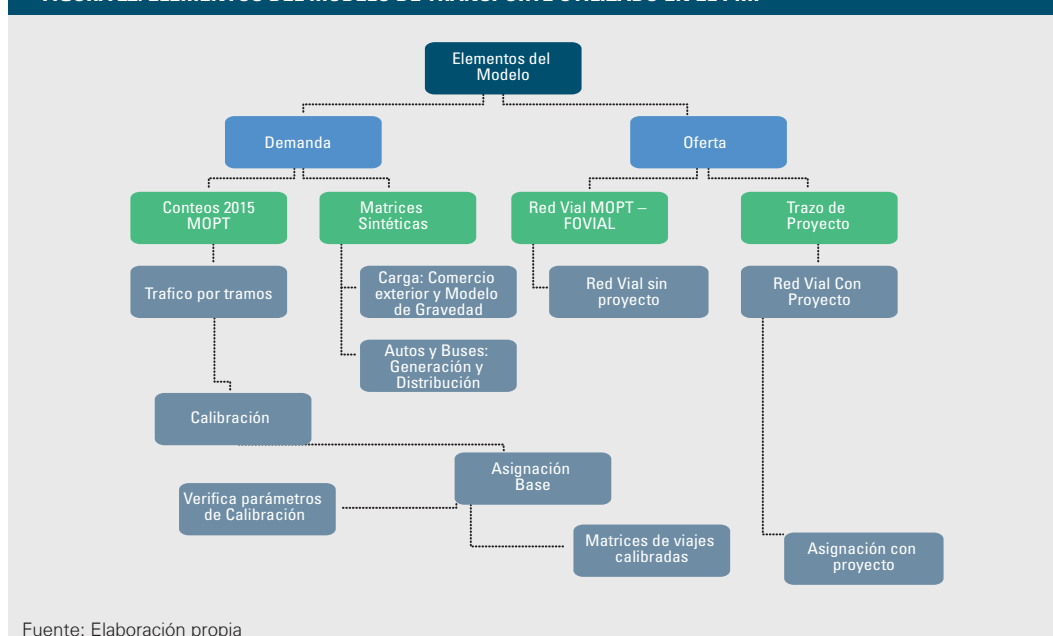 Elementos del
Modelo
Demanda
Oferta
Conteos 2015
MOPT
Matrices
Sintéticas
Red Vial MOPT –
FOVIAL
Trazo de
Proyecto
Trafico por tramos
Carga: Comercio
exterior y Modelo
de Gravedad
Red Vial sin
proyecto
Red Vial Con
Proyecto
Autos y Buses:
Generación y
Distribución
Calibración
Asignación
Base
Verifica parámetros
de Calibración
Matrices de viajes
calibradas
Asignación con
proyecto
Fuente: Elaboración propia